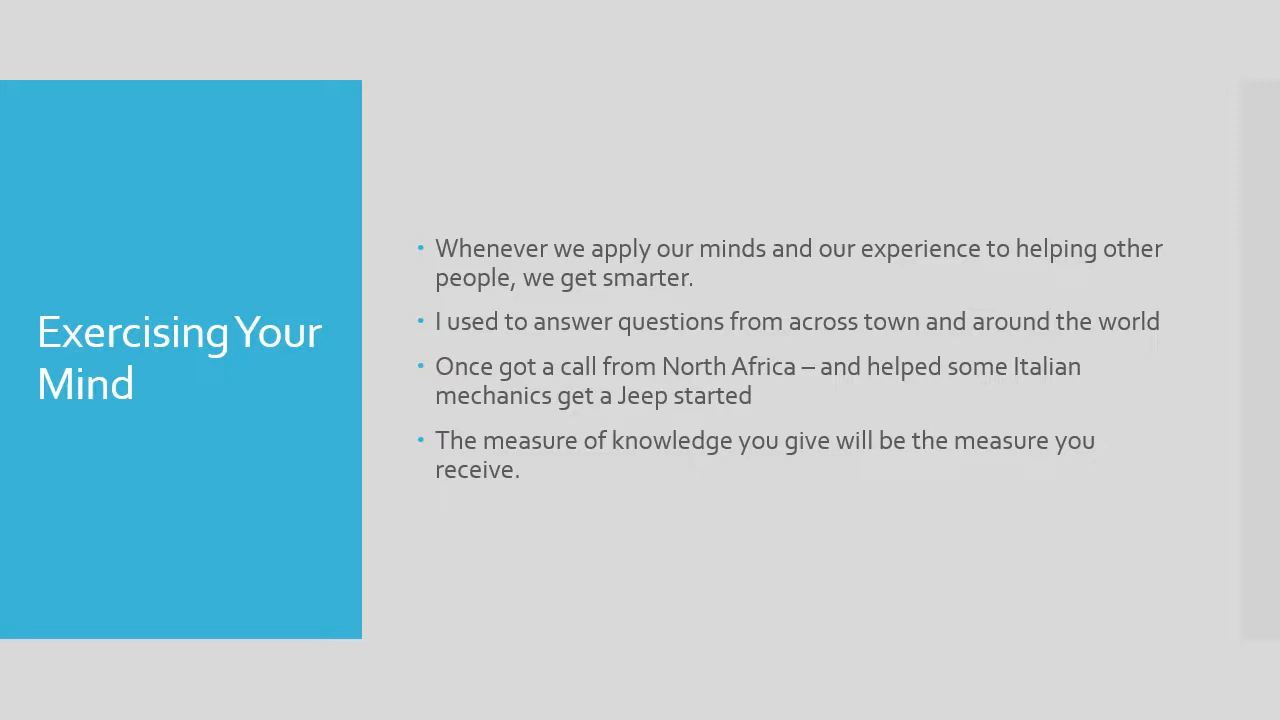 Exercising Your
Mind
• Whenever we apply our minds and our experience to helping other
people, we get smarter.
• I used to answer questions from across town and around the world
• Once got a call from North Africa – and helped some Italian
mechanics get a Jeep started
• The measure of knowledge you give will be the measure you
receive.